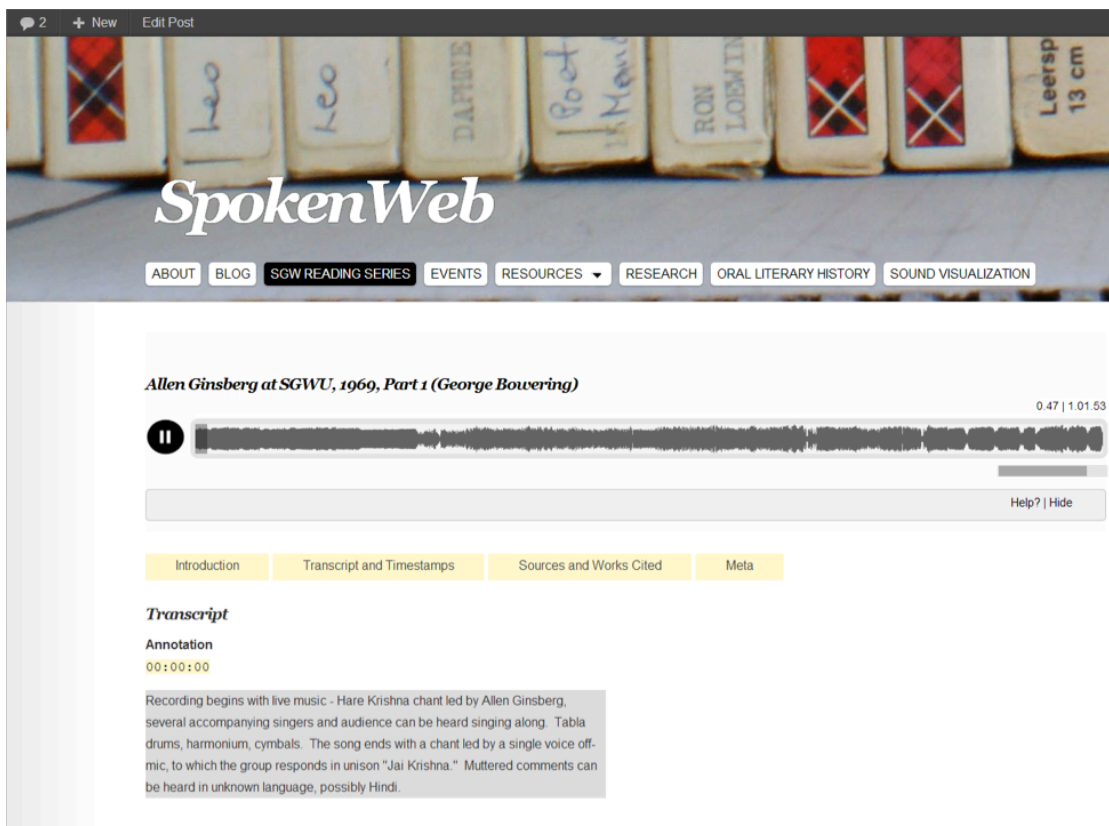 2 New Edit Post
Leo
Leo
DAPHNE
Poet
Mand
RON
LOEWIN
Leersp
13 cm
SpokenWeb
ABOUT BLOG SGW READING SERIES EVENTS RESOURCES RESEARCH ORAL LITERARY HISTORY SOUND VISUALIZATION
Allen Ginsberg at SGWU, 1969, Part 1 (George Bowering)
0.47 | 1.01.53
Help? | Hide
Introduction Transcript and Timestamps Sources and Works Cited Meta
Transcript
Annotation
00:00:00
Recording begins with live music - Hare Krishna chant led by Allen Ginsberg,
several accompanying singers and audience can be heard singing along. Tabla
drums, harmonium, cymbals. The song ends with a chant led by a single voice off-
mic, to which the group responds in unison "Jai Krishna." Muttered comments can
be heard in unknown language, possibly Hindi.